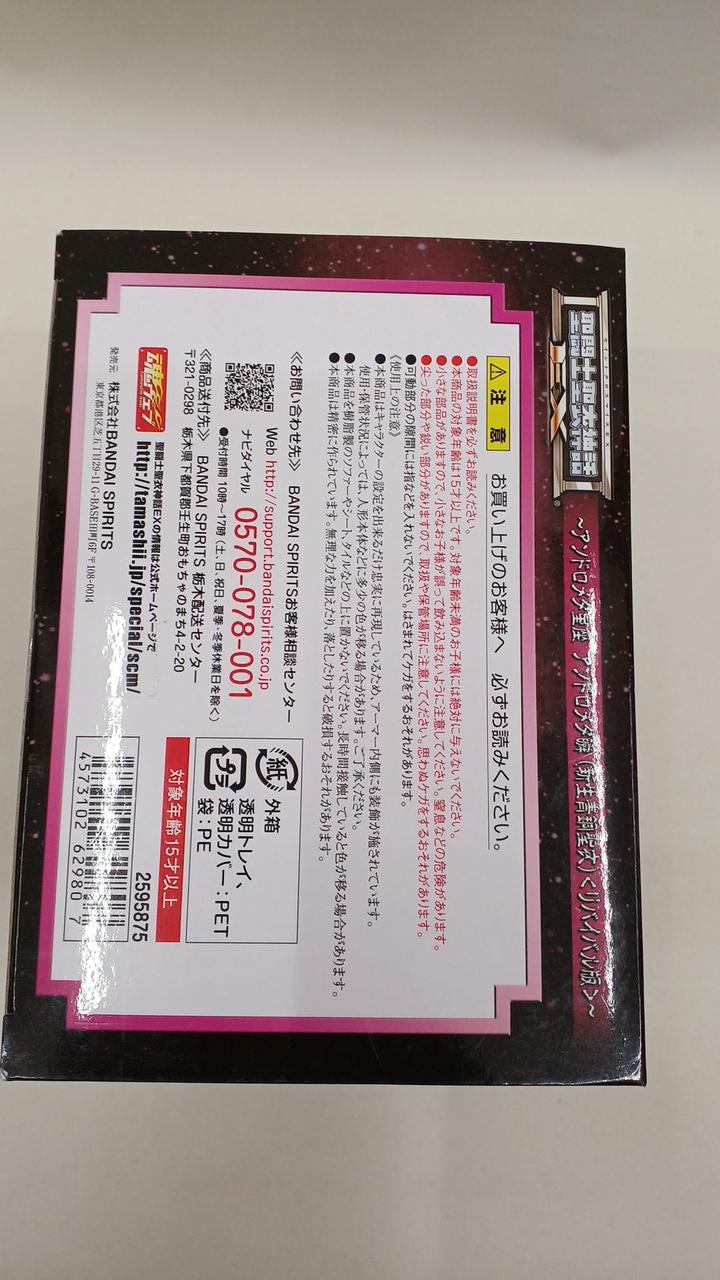 聖闘士聖衣神話
EX
～アンドロメダ星座 アンドロメダ瞬（新生青銅聖衣）＜リバイバル版＞～
注意 お買い上げのお客様へ 必ずお読みください。
●取扱説明書を必ずお読みください。
●本商品の対象年齢は15才以上です。対象年齢未満のお子様には絶対に与えないでください。
●小さな部品がありますので、小さなお子様が誤って飲み込まないように注意してください。窒息などの危険があります。
●尖った部分や鋭い部分がありますので、取扱や保管場所に注意してください。思わぬケガをするおそれがあります。
●可動部分の隙間には指などを入れないでください。はさまれてケガをするおそれがあります。
《使用上の注意》
●本商品はキャラクターの設定を出来るだけ忠実に再現しているため、アーマー内側にも装飾が施されています。
使用・保管状況によっては、人形本体などに多少の色が移る場合があります。ご了承ください。
●本商品を樹脂製のソファーやシート、タイルなどの上に置かないでください。長時間接触していると色が移る場合があります。
●本商品は精密に作られています。無理な力を加えたり、落としたりすると破損するおそれがあります。
《お問い合わせ先》 BANDAI SPIRITSお客様相談センター
Web http://support.bandaispirits.co.jp
ナビダイヤル 0570-078-001
●受付時間 10時～17時（土、日、祝日、夏季・冬季休業日を除く）
《商品送付先》 BANDAI SPIRITS 栃木配送センター
〒321-0298 栃木県下都賀郡壬生町おもちゃのまち4-2-20
魂ウェブ
聖闘士聖衣神話EXの情報は公式ホームページで
http://tamashii.jp/special/scm/
発売元 株式会社BANDAI SPIRITS
東京都港区芝五丁目29-11 G-BASE田町6F 〒108-0014
紙 外箱
プラ 透明トレイ、
透明カバー：PET
袋：PE
対象年齢 15才以上
2595875
4573102 62980 7